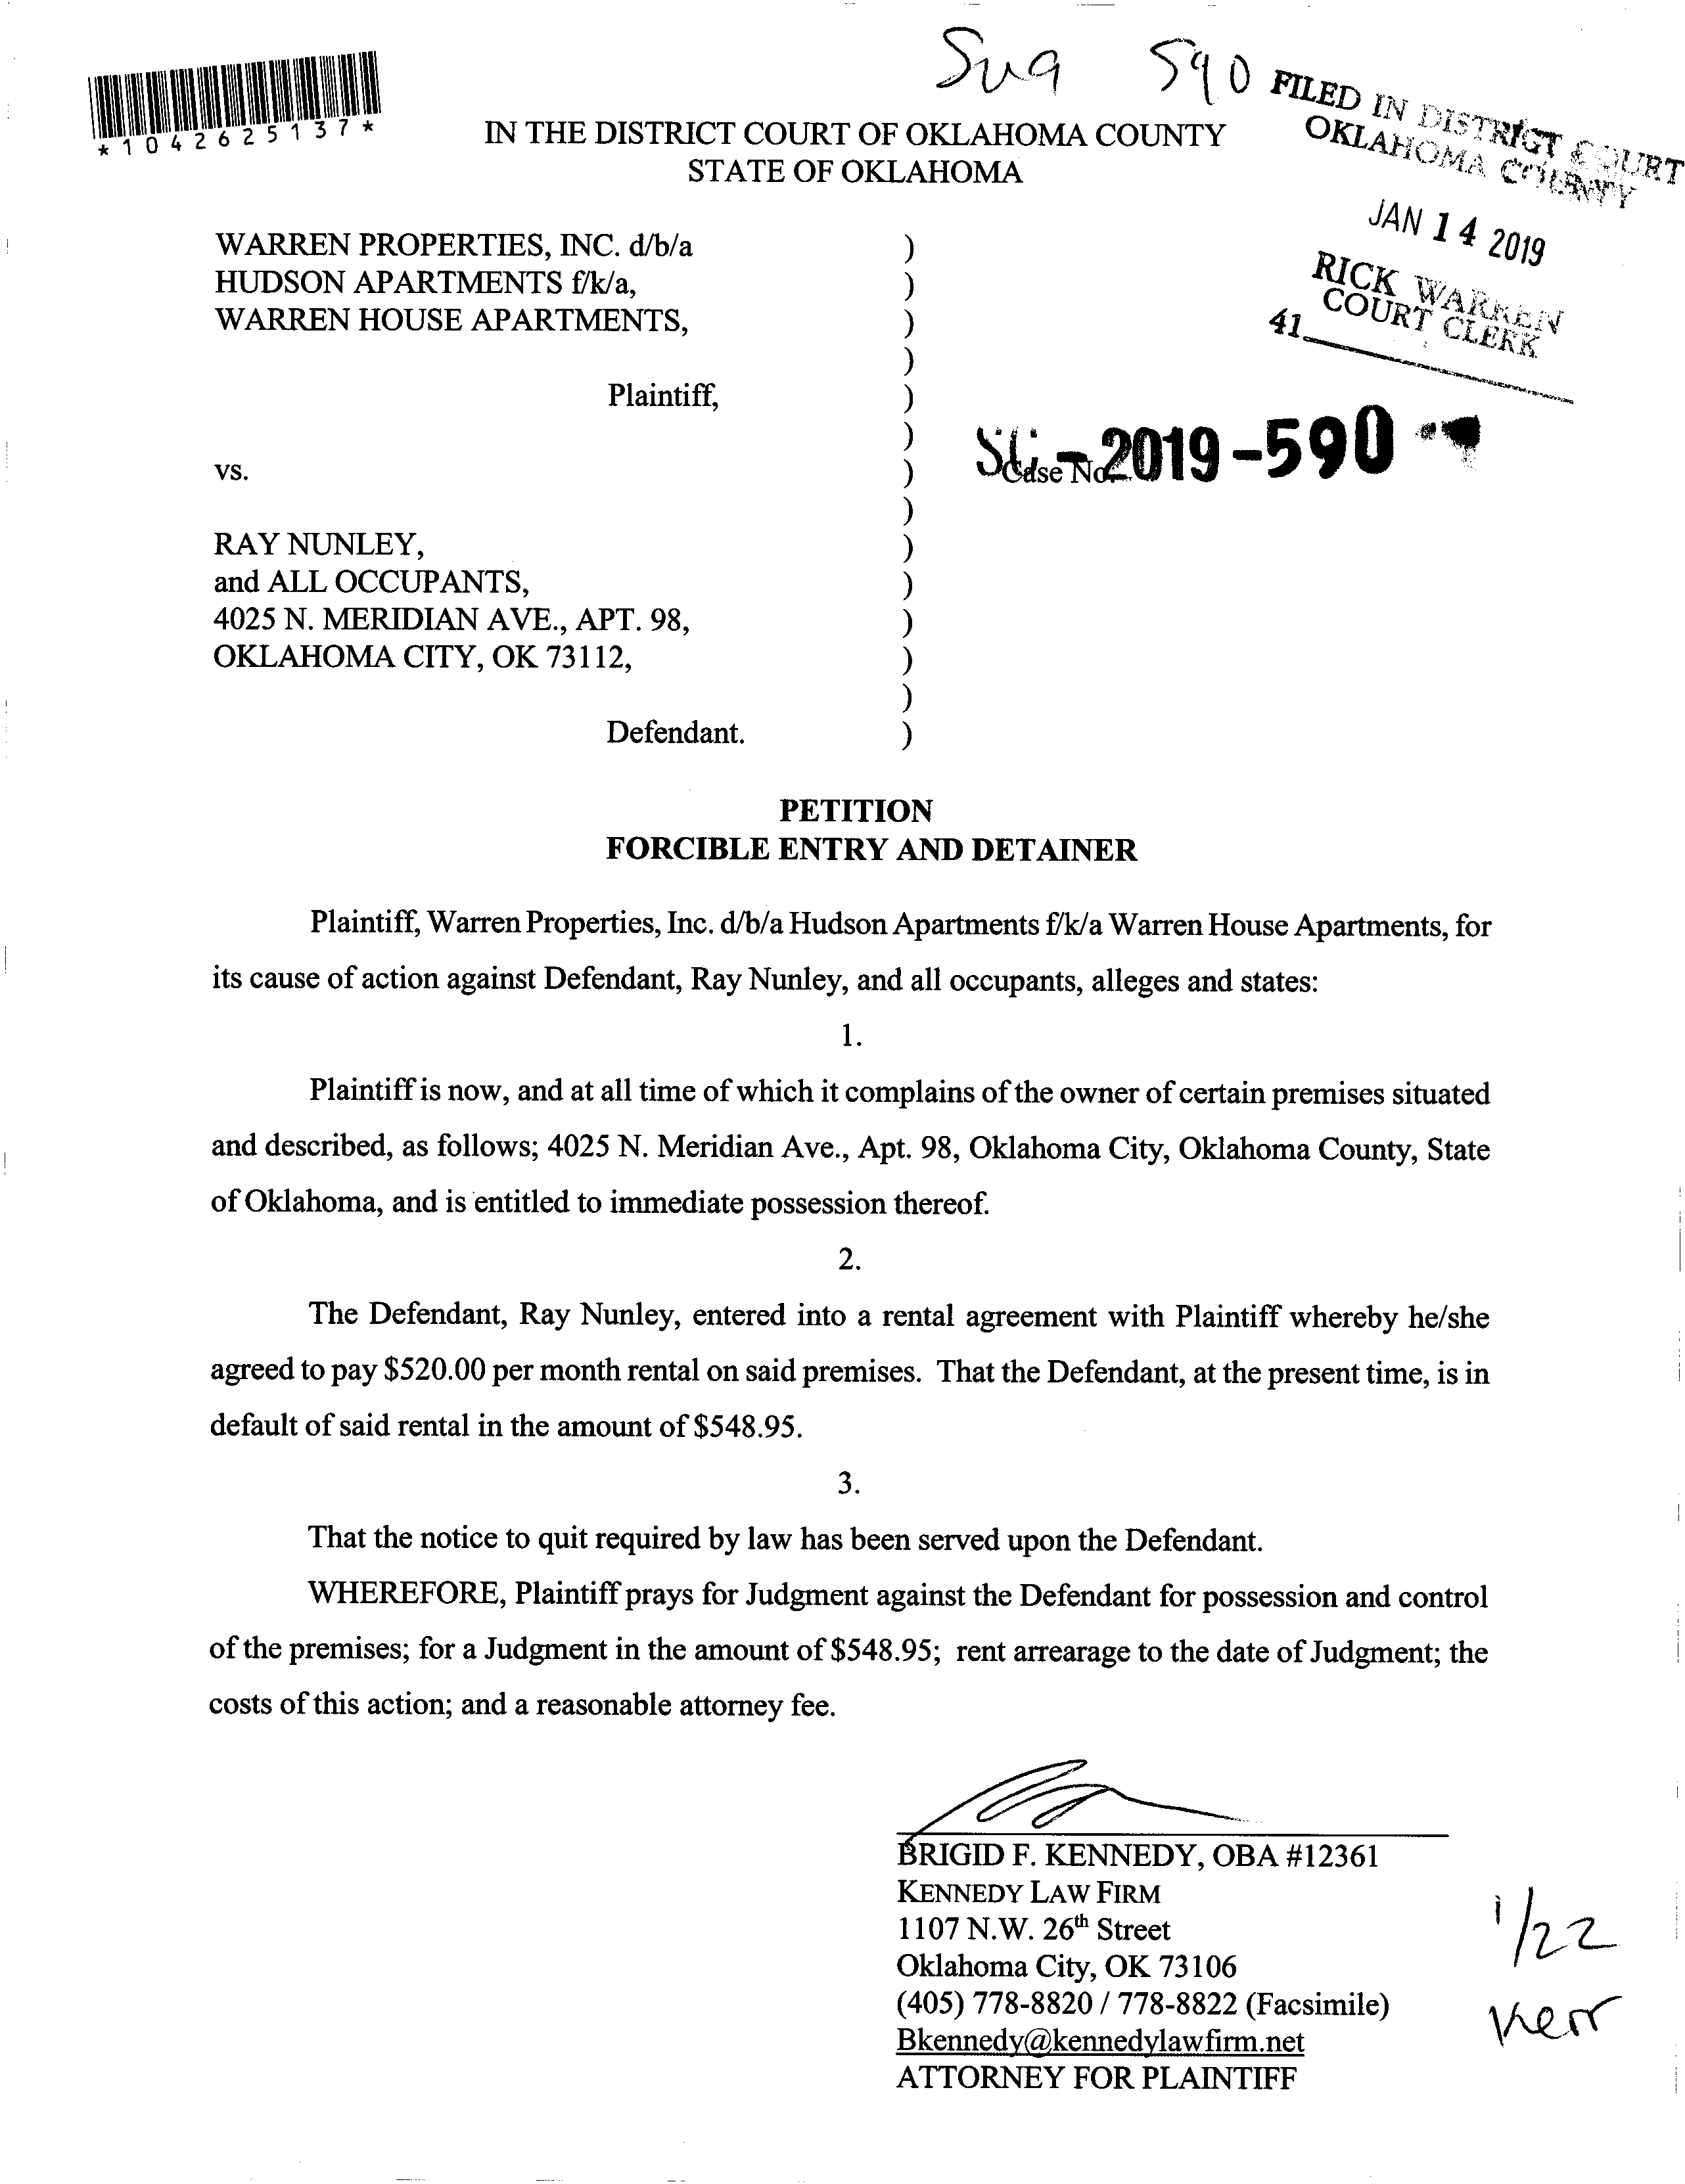 Sug 590
*1042625137*
FILED IN DISTRICT COURT
OKLAHOMA COUNTY
IN THE DISTRICT COURT OF OKLAHOMA COUNTY
STATE OF OKLAHOMA
JAN 14 2019
RICK WARREN
COURT CLERK
41
WARREN PROPERTIES, INC. d/b/a )
HUDSON APARTMENTS f/k/a, )
WARREN HOUSE APARTMENTS, )
)
Plaintiff, )
)
vs. ) Case No. SC-2019-590
)
RAY NUNLEY, )
and ALL OCCUPANTS, )
4025 N. MERIDIAN AVE., APT. 98, )
OKLAHOMA CITY, OK 73112, )
)
Defendant. )
PETITION
FORCIBLE ENTRY AND DETAINER
Plaintiff, Warren Properties, Inc. d/b/a Hudson Apartments f/k/a Warren House Apartments, for
its cause of action against Defendant, Ray Nunley, and all occupants, alleges and states:
1.
Plaintiff is now, and at all time of which it complains of the owner of certain premises situated
and described, as follows; 4025 N. Meridian Ave., Apt. 98, Oklahoma City, Oklahoma County, State
of Oklahoma, and is entitled to immediate possession thereof.
2.
The Defendant, Ray Nunley, entered into a rental agreement with Plaintiff whereby he/she
agreed to pay $520.00 per month rental on said premises. That the Defendant, at the present time, is in
default of said rental in the amount of $548.95.
3.
That the notice to quit required by law has been served upon the Defendant.
WHEREFORE, Plaintiff prays for Judgment against the Defendant for possession and control
of the premises; for a Judgment in the amount of $548.95; rent arrearage to the date of Judgment; the
costs of this action; and a reasonable attorney fee.
BRIGID F. KENNEDY, OBA #12361
KENNEDY LAW FIRM
1107 N.W. 26th Street
Oklahoma City, OK 73106
(405) 778-8820 / 778-8822 (Facsimile)
Bkennedy@kennedylawfirm.net
ATTORNEY FOR PLAINTIFF
1/22
Kerr